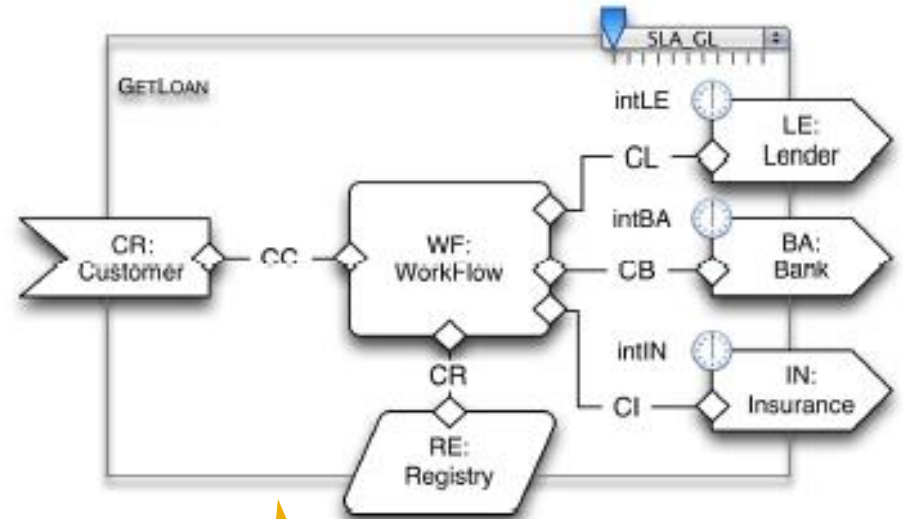 SLA_GL
GETLOAN
intLE
LE:
Lender
CL
intBA
CR:
Customer
CC
WF:
WorkFlow
CB
BA:
Bank
intIN
CR
CI
IN:
Insurance
RE:
Registry